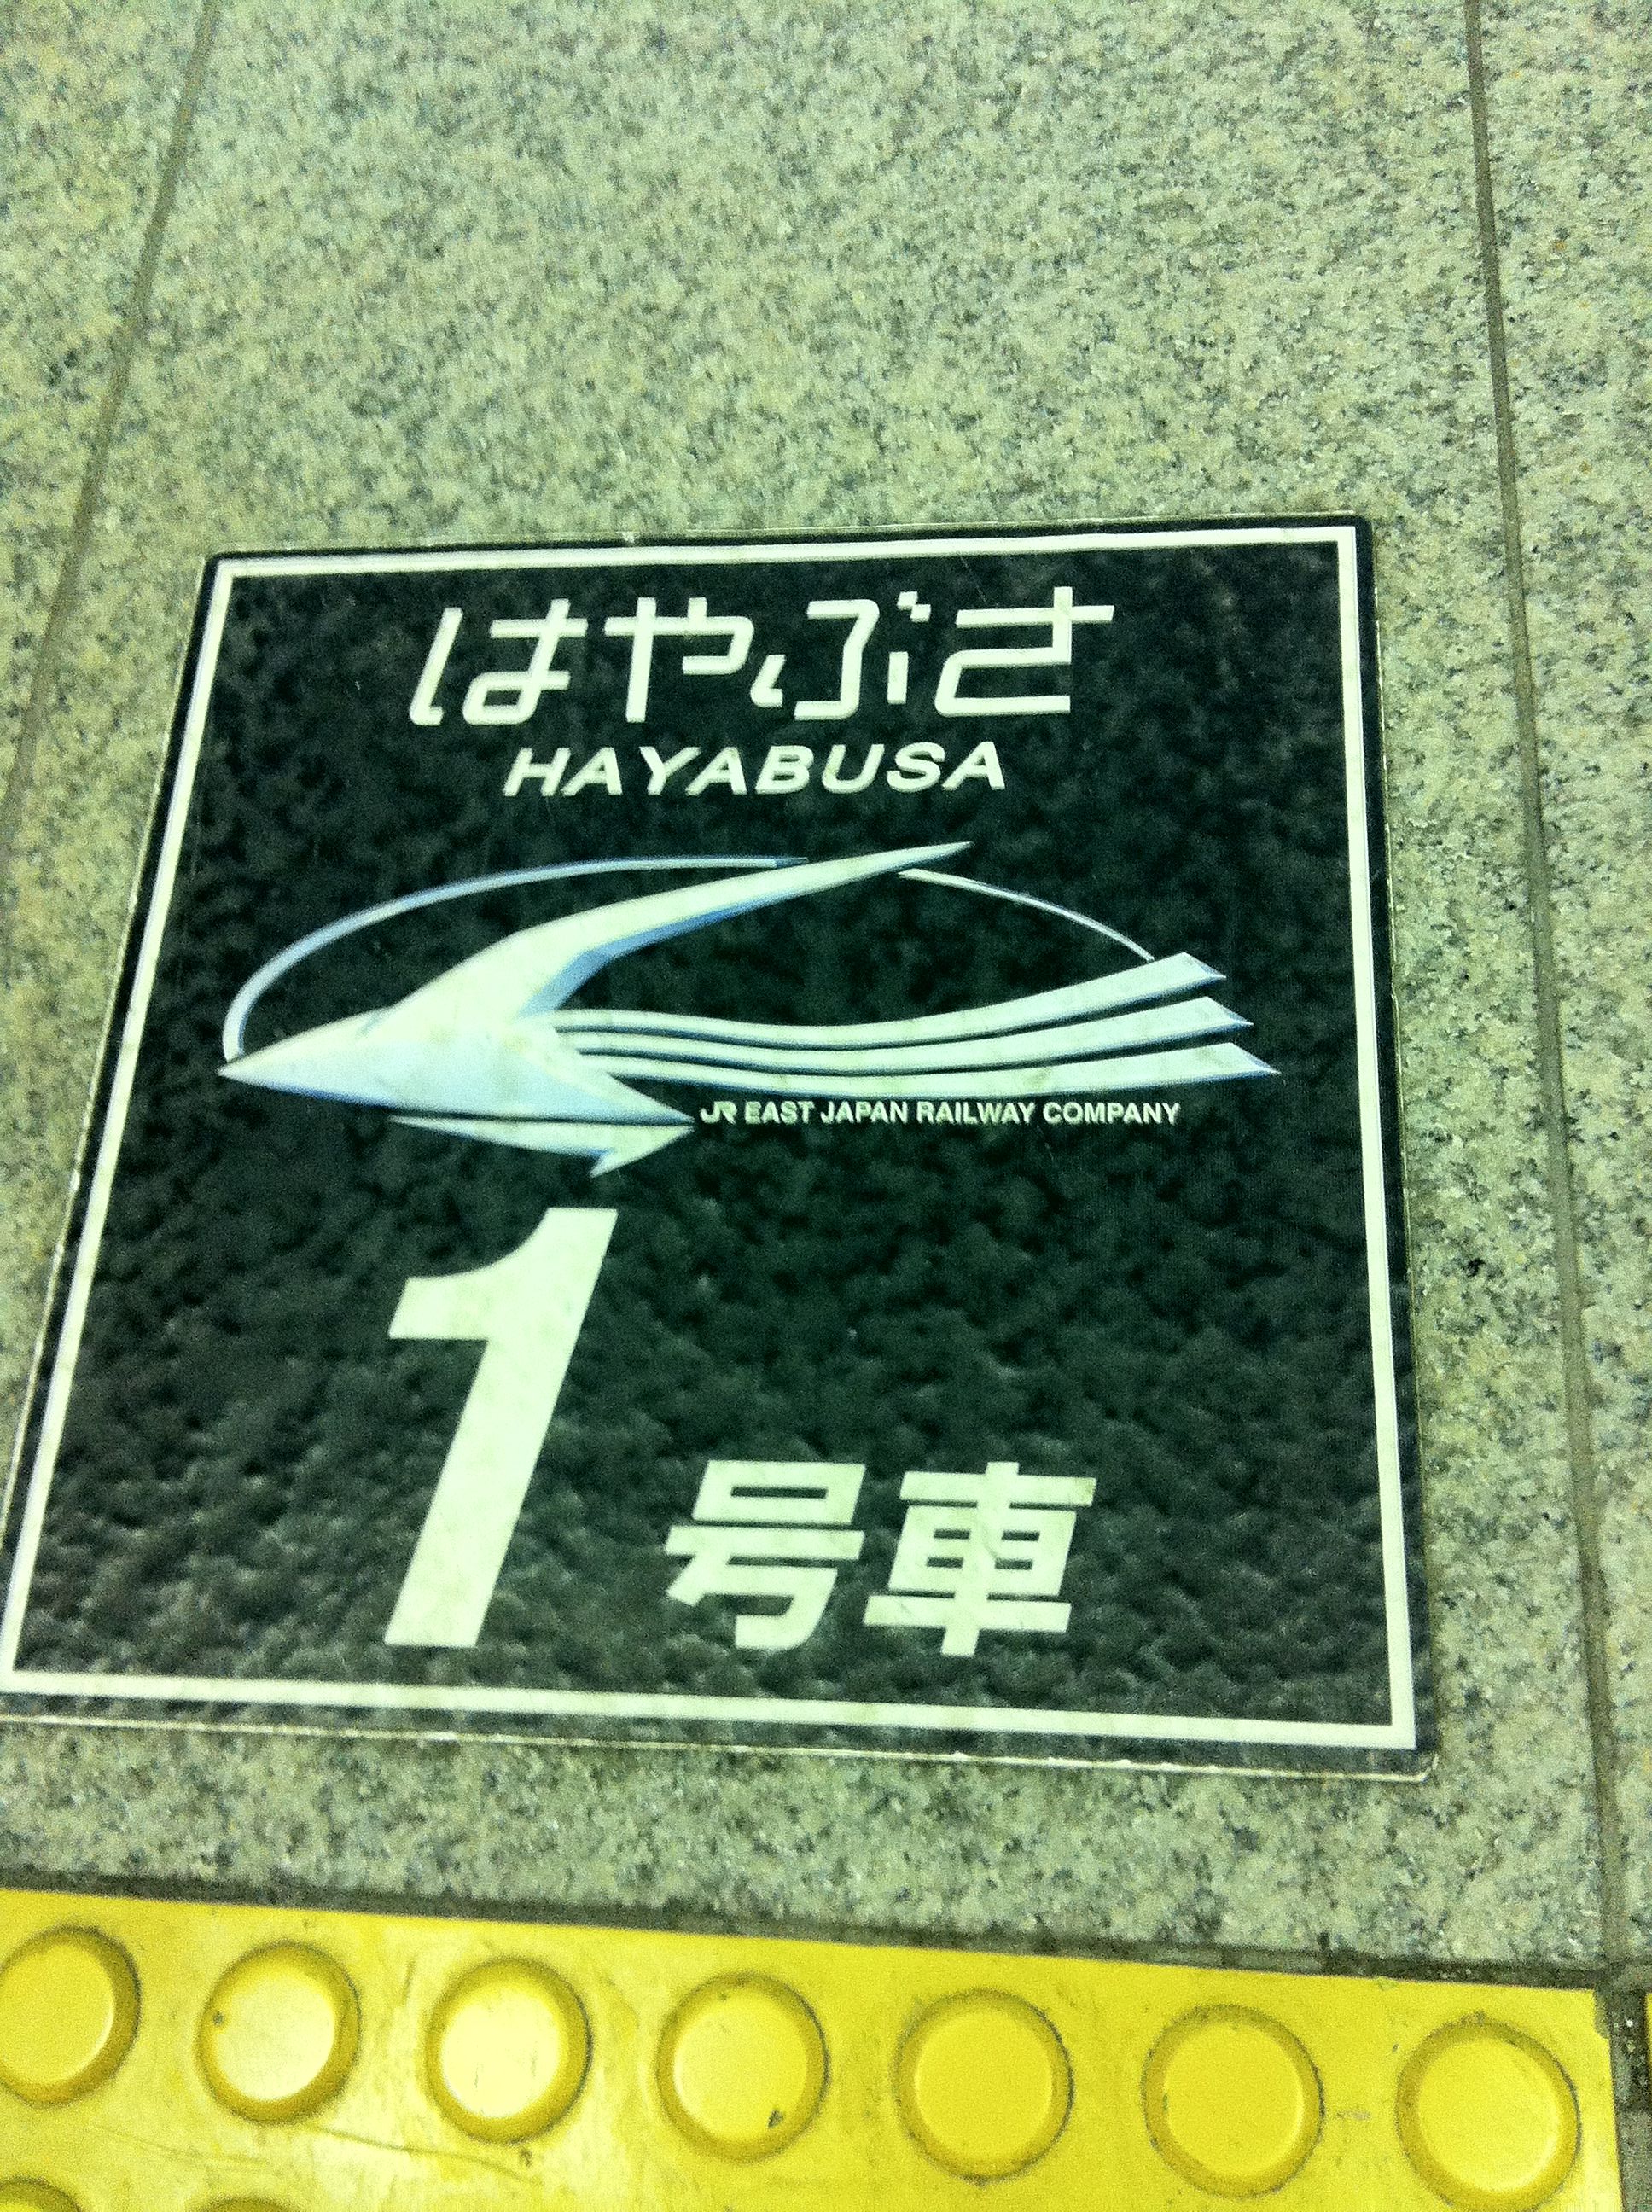 はやぶさ
HAYABUSA
JR EAST JAPAN RAILWAY COMPANY
1号車